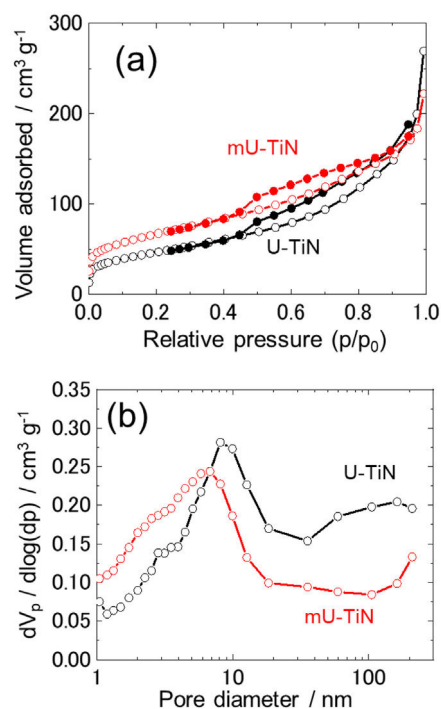 (a)
300
200
100
0
Volume adsorbed / cm³ g⁻¹
mU-TiN
U-TiN
0.0 0.2 0.4 0.6 0.8 1.0
Relative pressure (p/p₀)
(b)
0.35
0.30
0.25
0.20
0.15
0.10
0.05
0.00
dVₚ / dlog(dp) / cm³ g⁻¹
U-TiN
mU-TiN
1 10 100
Pore diameter / nm